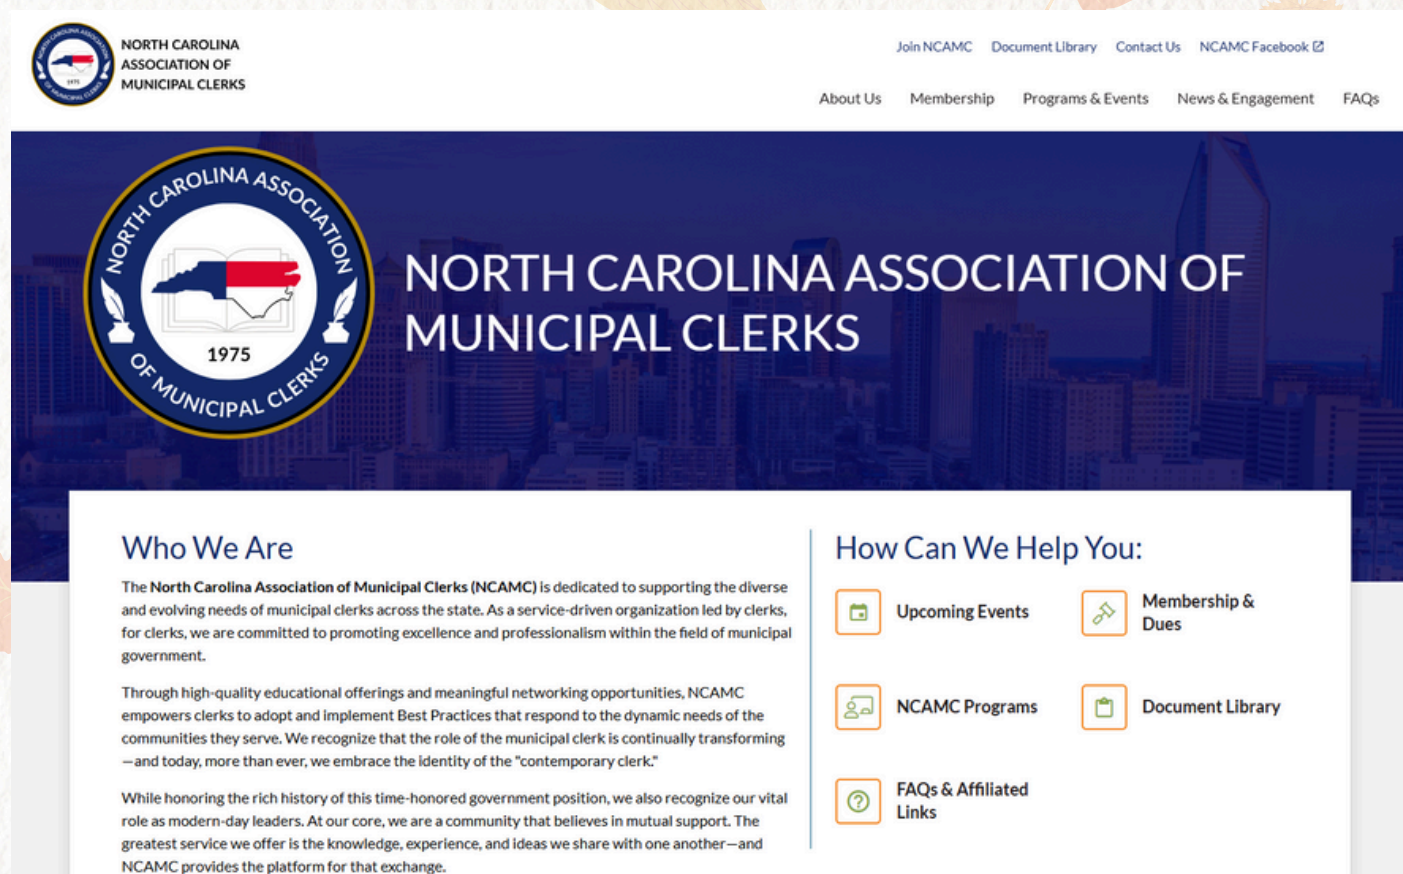 NORTH CAROLINA
ASSOCIATION OF
MUNICIPAL CLERKS
Join NCAMC Document Library Contact Us NCAMC Facebook
About Us Membership Programs & Events News & Engagement FAQs
NORTH CAROLINA ASSOCIATION
OF MUNICIPAL CLERKS
1975
NORTH CAROLINA ASSOCIATION
1975
OF MUNICIPAL CLERKS
NORTH CAROLINA ASSOCIATION OF
MUNICIPAL CLERKS
Who We Are
The North Carolina Association of Municipal Clerks (NCAMC) is dedicated to supporting the diverse
and evolving needs of municipal clerks across the state. As a service-driven organization led by clerks,
for clerks, we are committed to promoting excellence and professionalism within the field of municipal
government.
Through high-quality educational offerings and meaningful networking opportunities, NCAMC
empowers clerks to adopt and implement Best Practices that respond to the dynamic needs of the
communities they serve. We recognize that the role of the municipal clerk is continually transforming
—and today, more than ever, we embrace the identity of the "contemporary clerk."
While honoring the rich history of this time-honored government position, we also recognize our vital
role as modern-day leaders. At our core, we are a community that believes in mutual support. The
greatest service we offer is the knowledge, experience, and ideas we share with one another—and
NCAMC provides the platform for that exchange.
How Can We Help You:
Upcoming Events
Membership &
Dues
NCAMC Programs
Document Library
FAQs & Affiliated
Links